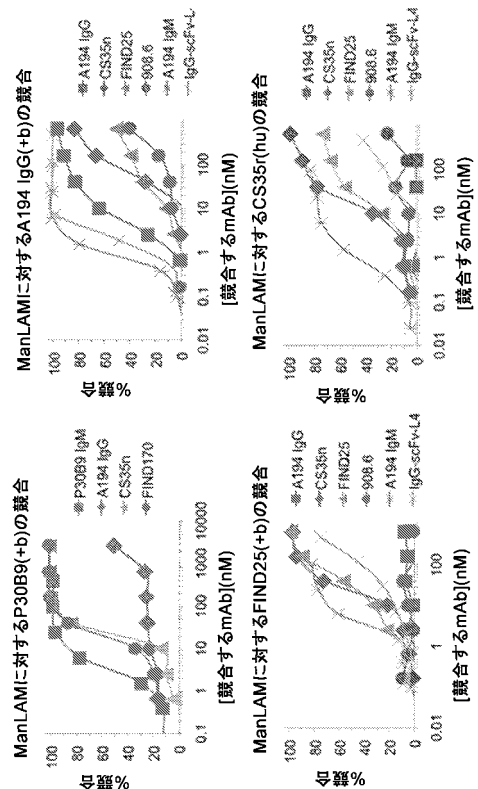 ManLAMに対するP30B9(+b)の競合
%競合
100
80
60
40
20
0
0.1 1 10 100 1000 10000
[競合するmAb](nM)
P30B9 IgM
A194 IgG
CS35n
FIND170
ManLAMに対するA194 IgG(+b)の競合
%競合
100
80
60
40
20
0
0.01 0.1 1 10 100
[競合するmAb](nM)
A194 IgG
CS35n
FIND25
908.6
A194 IgM
IgG-scFv-L
ManLAMに対するFIND25(+b)の競合
%競合
100
80
60
40
20
0
0.01 1 100
[競合するmAb](nM)
A194 IgG
CS35n
FIND25
908.6
A194 IgM
IgG-scFv-L4
ManLAMに対するCS35r(hu)の競合
%競合
100
80
60
40
20
0
0.01 0.1 1 10 100
[競合するmAb](nM)
A194 IgG
CS35n
FIND25
908.6
A194 IgM
IgG-scFv-L4